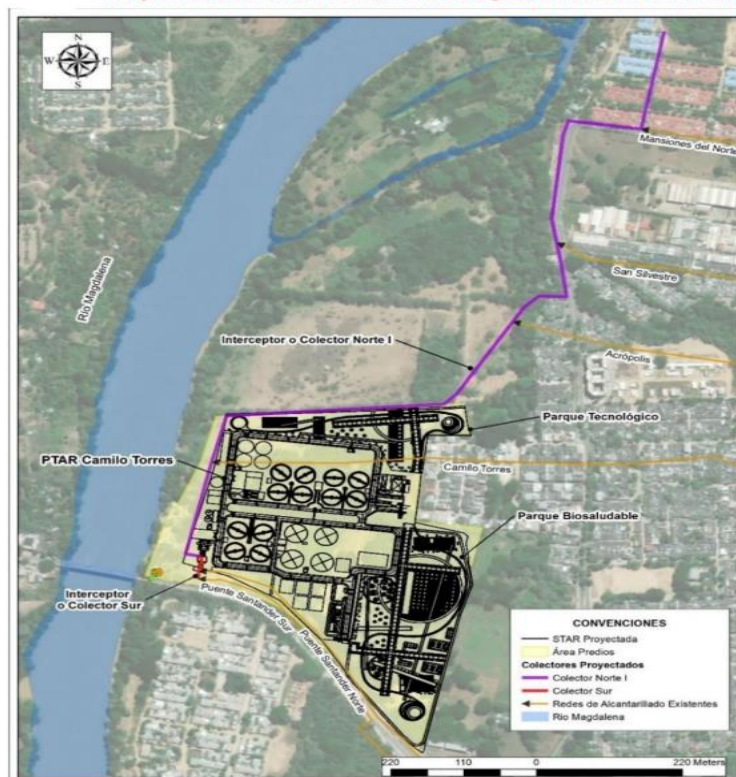 N
W E
S
Mansiones del Norte
San Silvestre
Río Magdalena
Interceptor o Colector Norte I
Acrópolis
Parque Tecnológico
PTAR Camilo Torres
Camilo Torres
Parque Biosaludable
Interceptor
o Colector Sur
Puente Santander Sur
Puente Santander Norte
CONVENCIONES
STAR Proyectada
Área Predios
Colectores Proyectados
Colector Norte I
Colector Sur
Redes de Alcantarillado Existentes
Río Magdalena
220 110 0 220 Meters